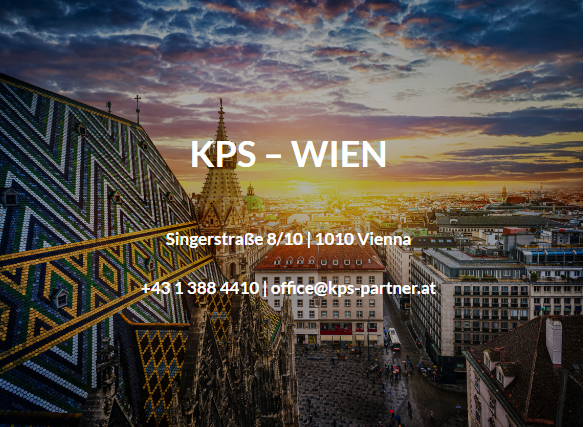 KPS – WIEN
Singerstraße 8/10 | 1010 Vienna
+43 1 388 4410 | office@kps-partner.at